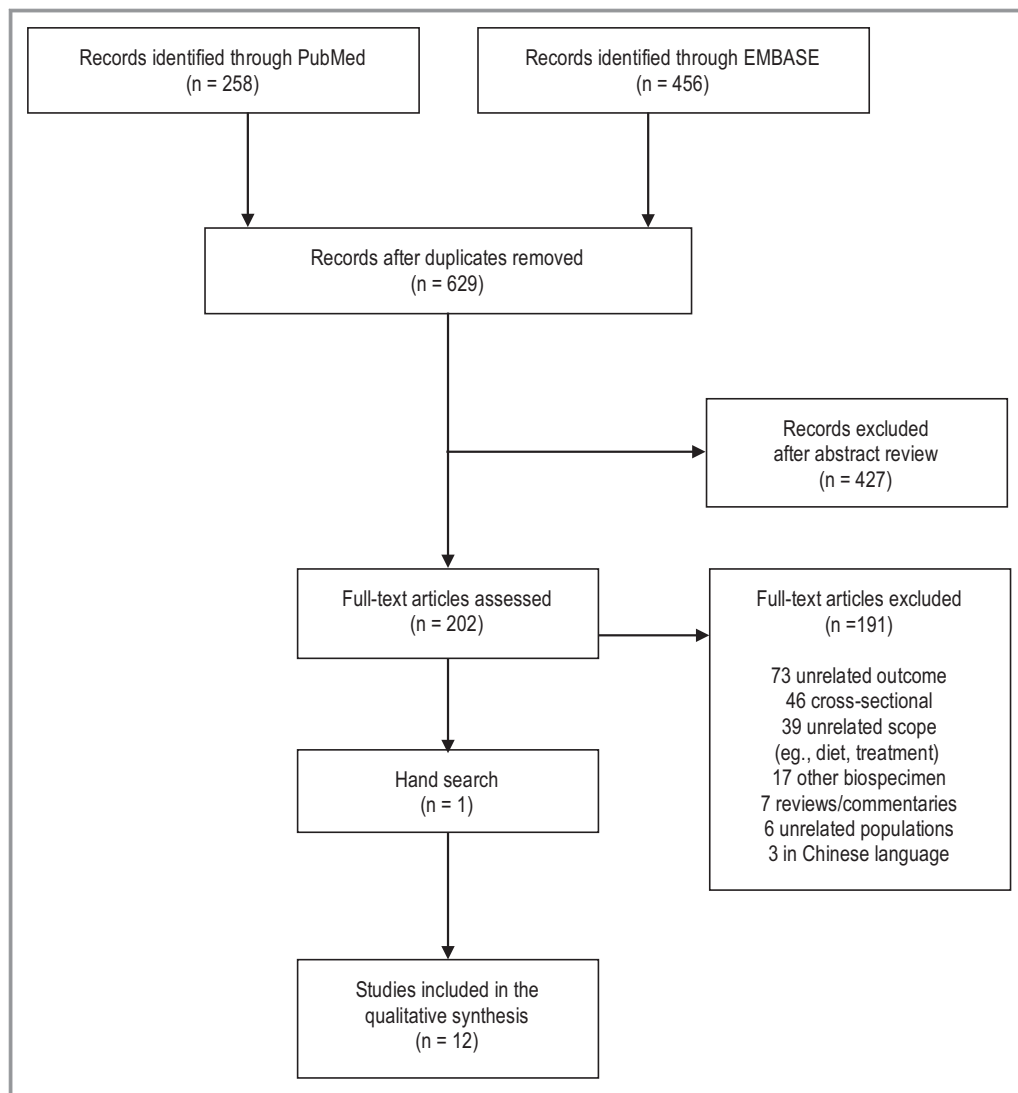 Records identified through PubMed
(n = 258)
Records identified through EMBASE
(n = 456)
Records after duplicates removed
(n = 629)
Records excluded
after abstract review
(n = 427)
Full-text articles assessed
(n = 202)
Full-text articles excluded
(n =191)
73 unrelated outcome
46 cross-sectional
39 unrelated scope
(eg., diet, treatment)
17 other biospecimen
7 reviews/commentaries
6 unrelated populations
3 in Chinese language
Hand search
(n = 1)
Studies included in the
qualitative synthesis
(n = 12)